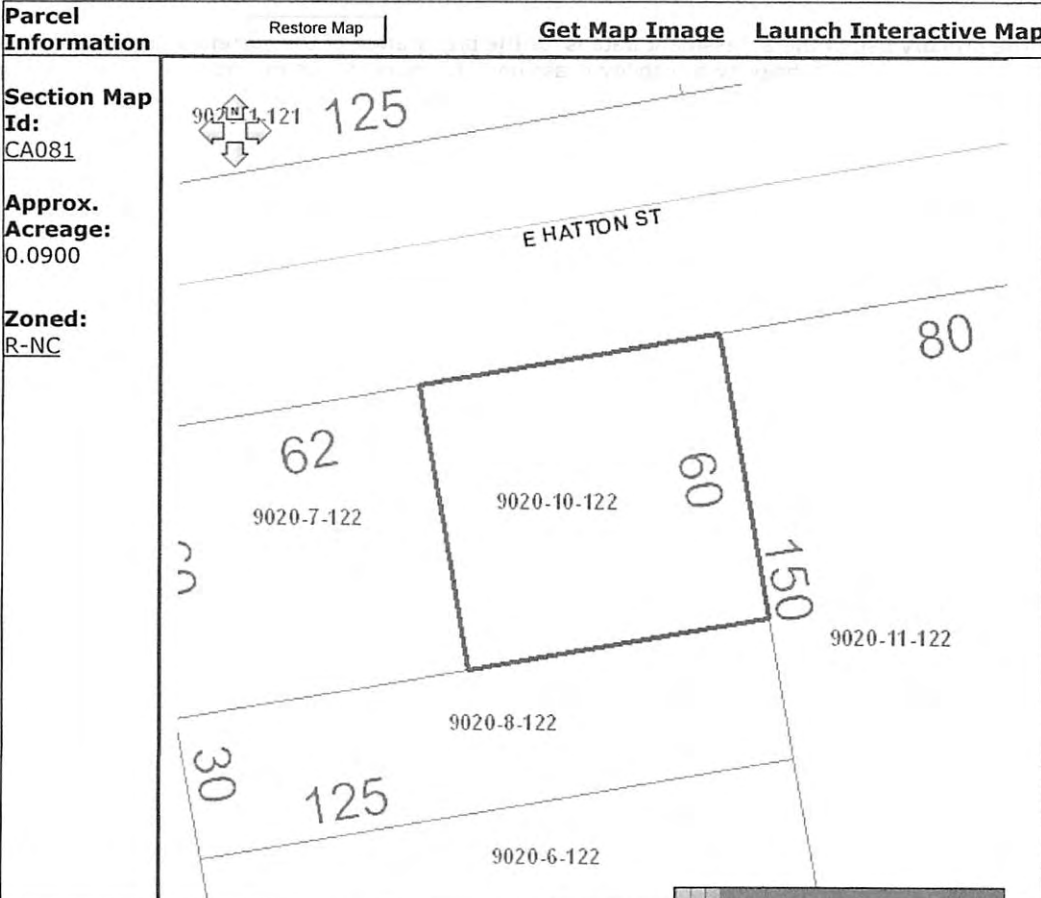 Parcel
Information
Restore Map
Get Map Image
Launch Interactive Map
Section Map
Id:
CA081
Approx.
Acreage:
0.0900
Zoned:
R-NC
N
125
E HATTON ST
80
62
9020-7-122
9020-10-122
60
150
9020-11-122
9020-8-122
30
125
9020-6-122